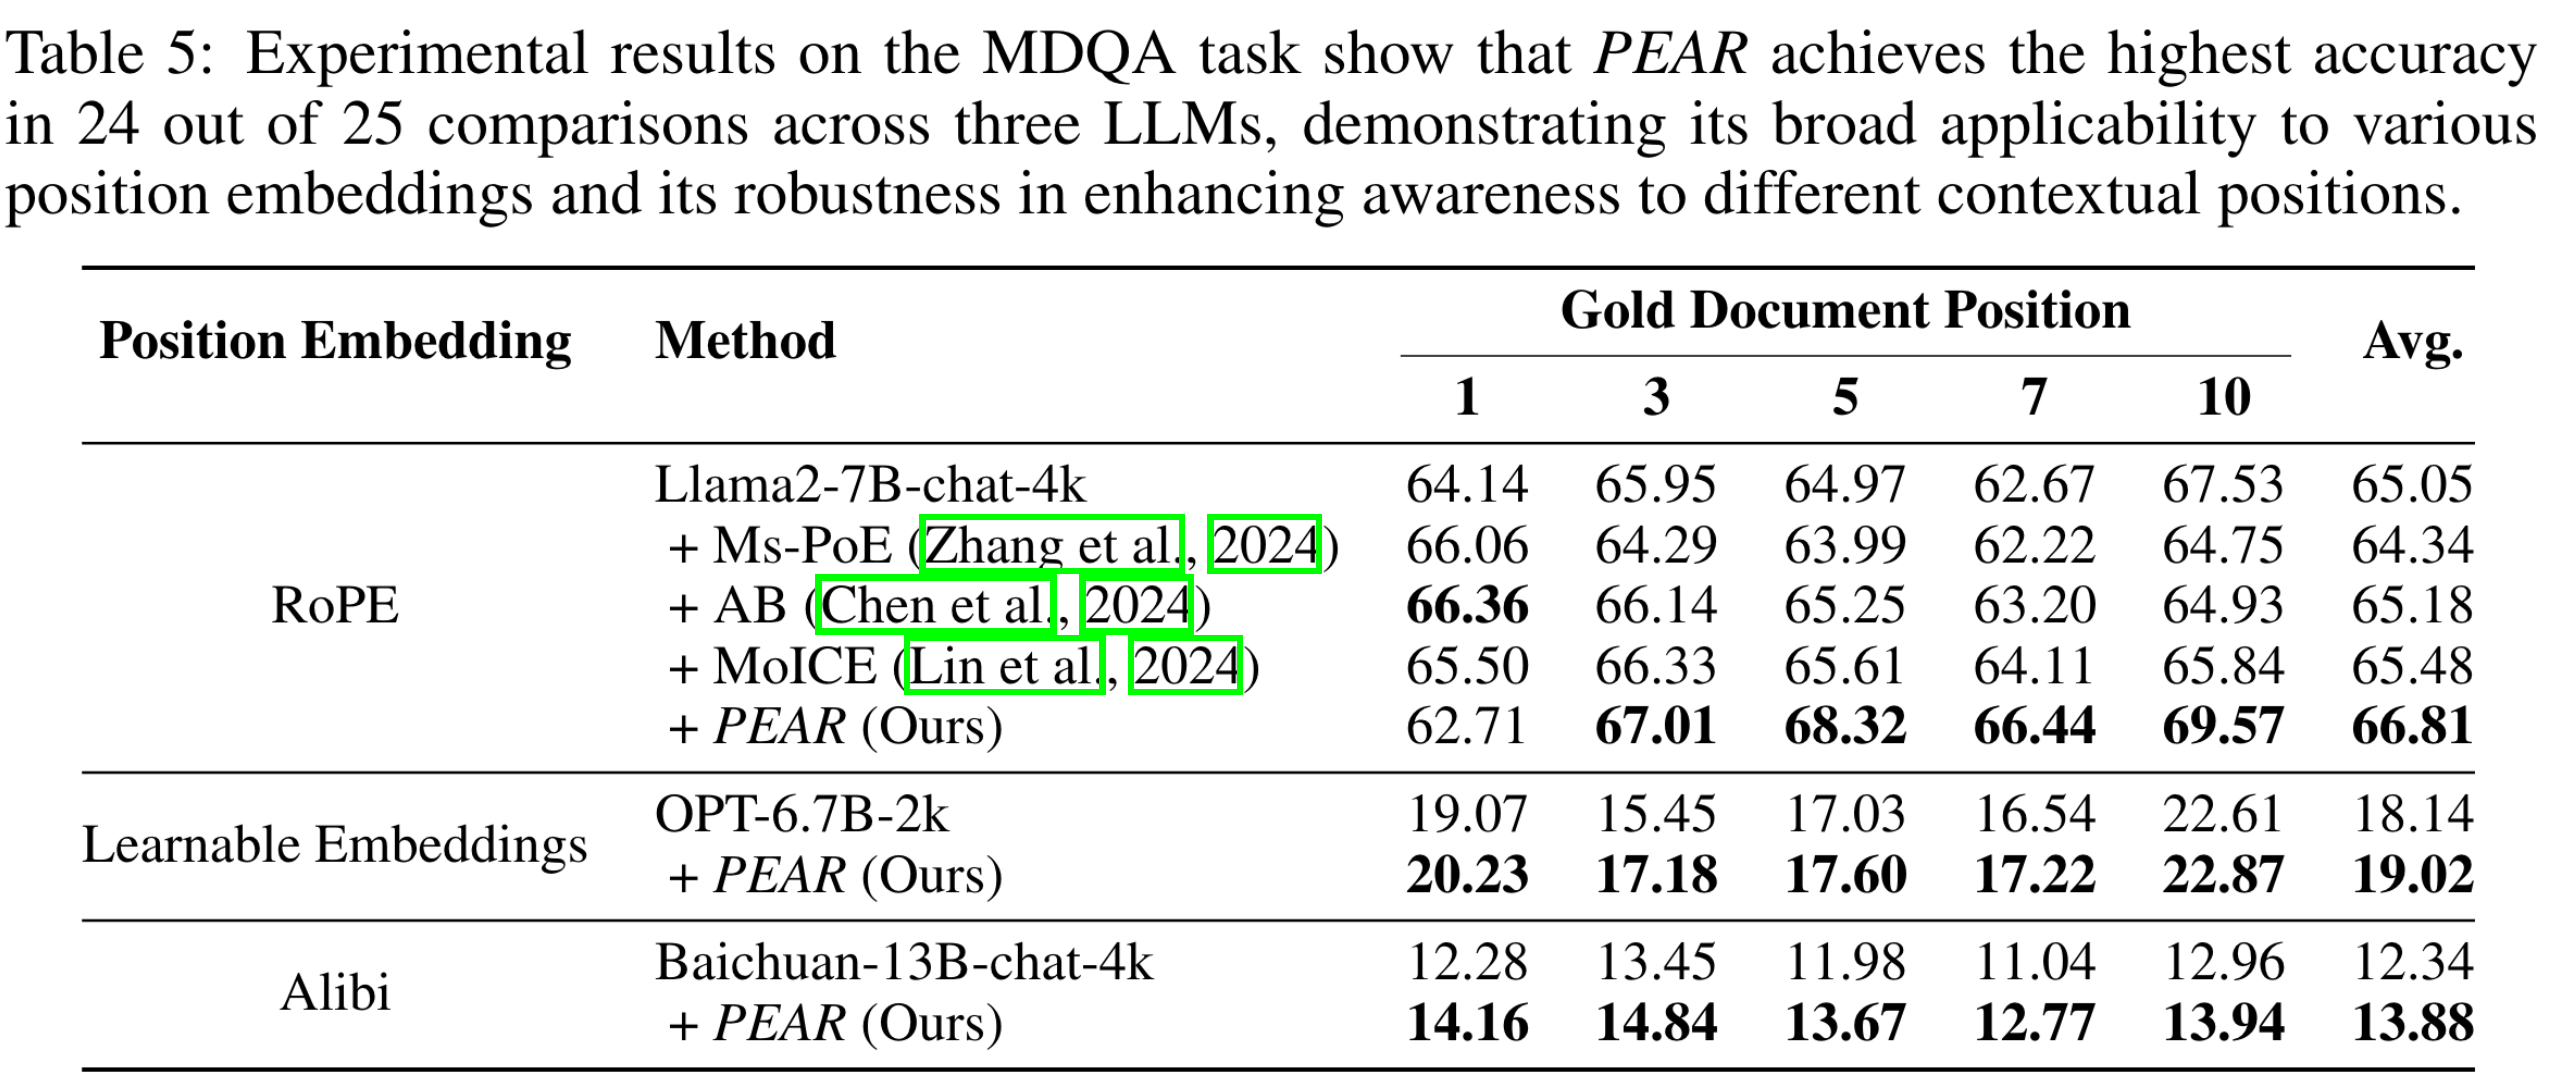 Table 5: Experimental results on the MDQA task show that PEAR achieves the highest accuracy
in 24 out of 25 comparisons across three LLMs, demonstrating its broad applicability to various
position embeddings and its robustness in enhancing awareness to different contextual positions.
Position Embedding Method Gold Document Position Avg.
1 3 5 7 10
RoPE
Llama2-7B-chat-4k 64.14 65.95 64.97 62.67 67.53 65.05
+ Ms-PoE (Zhang et al., 2024) 66.06 64.29 63.99 62.22 64.75 64.34
+ AB (Chen et al., 2024) 66.36 66.14 65.25 63.20 64.93 65.18
+ MoICE (Lin et al., 2024) 65.50 66.33 65.61 64.11 65.84 65.48
+ PEAR (Ours) 62.71 67.01 68.32 66.44 69.57 66.81
Learnable Embeddings
OPT-6.7B-2k 19.07 15.45 17.03 16.54 22.61 18.14
+ PEAR (Ours) 20.23 17.18 17.60 17.22 22.87 19.02
Alibi
Baichuan-13B-chat-4k 12.28 13.45 11.98 11.04 12.96 12.34
+ PEAR (Ours) 14.16 14.84 13.67 12.77 13.94 13.88